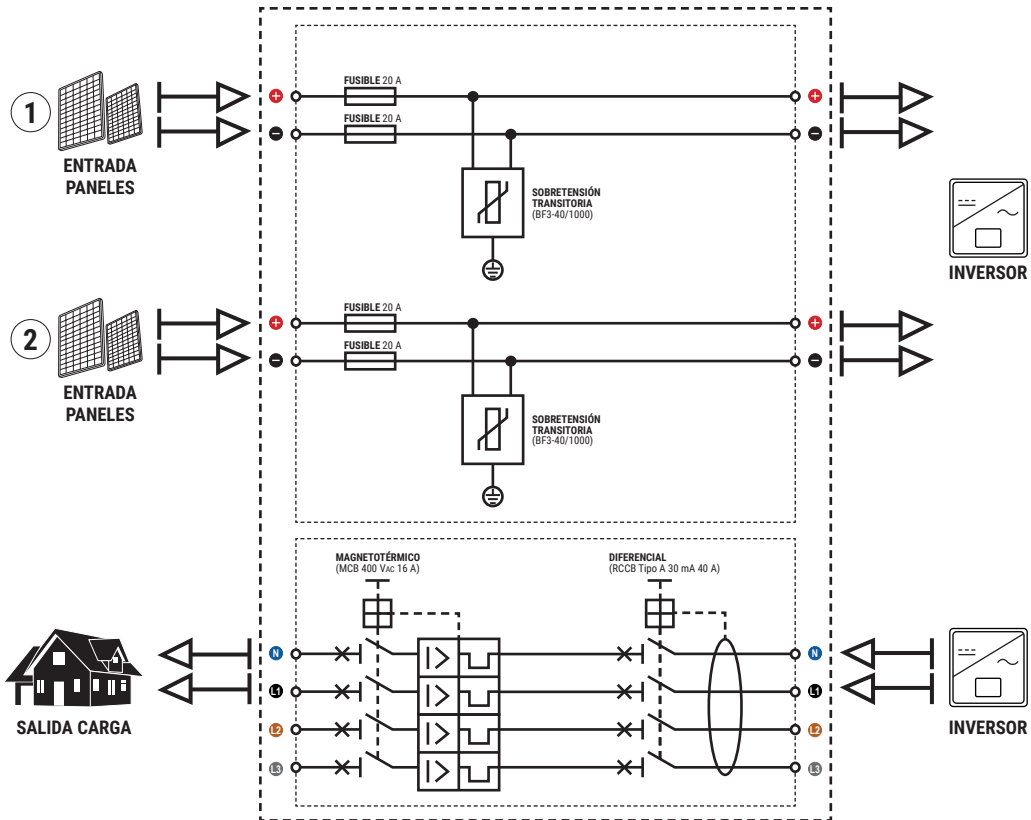 FUSIBLE 20 A
1
+
+
FUSIBLE 20 A
−
−
ENTRADA
PANELES
SOBRETENSIÓN
TRANSITORIA
(BF3-40/1000)
INVERSOR
FUSIBLE 20 A
2
+
+
FUSIBLE 20 A
−
−
ENTRADA
PANELES
SOBRETENSIÓN
TRANSITORIA
(BF3-40/1000)
MAGNETOTÉRMICO
(MCB 400 VAC 16 A)
DIFERENCIAL
(RCCB Tipo A 30 mA 40 A)
N
N
L1
L1
L2
L2
L3
L3
SALIDA CARGA
INVERSOR